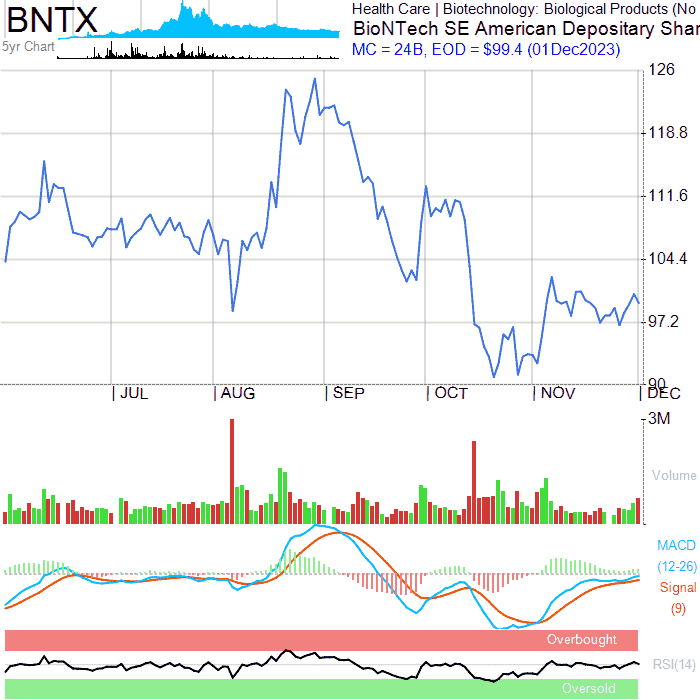 BNTX
5yr Chart
Health Care | Biotechnology: Biological Products (No
BioNTech SE American Depositary Shar
MC = 24B, EOD = $99.4 (01Dec2023)
126
118.8
111.6
104.4
97.2
90
JUL
AUG
SEP
OCT
NOV
DEC
3M
Volume
MACD
(12-26)
Signal
(9)
Overbought
RSI(14)
Oversold